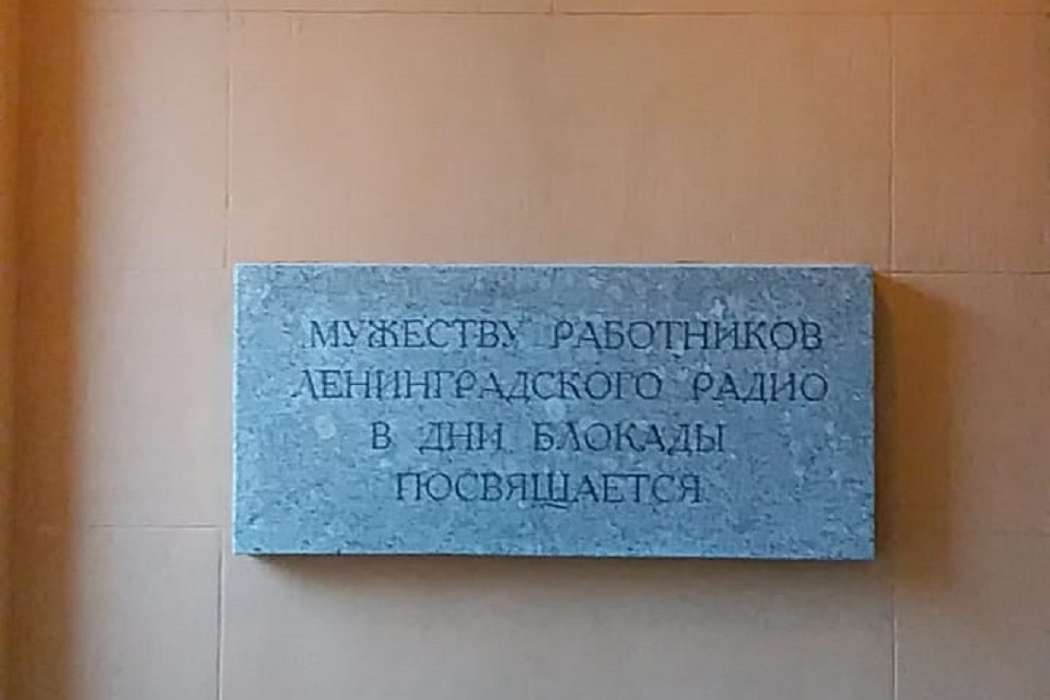 МУЖЕСТВУ РАБОТНИКОВ
ЛЕНИНГРАДСКОГО РАДИО
В ДНИ БЛОКАДЫ
ПОСВЯЩАЕТСЯ